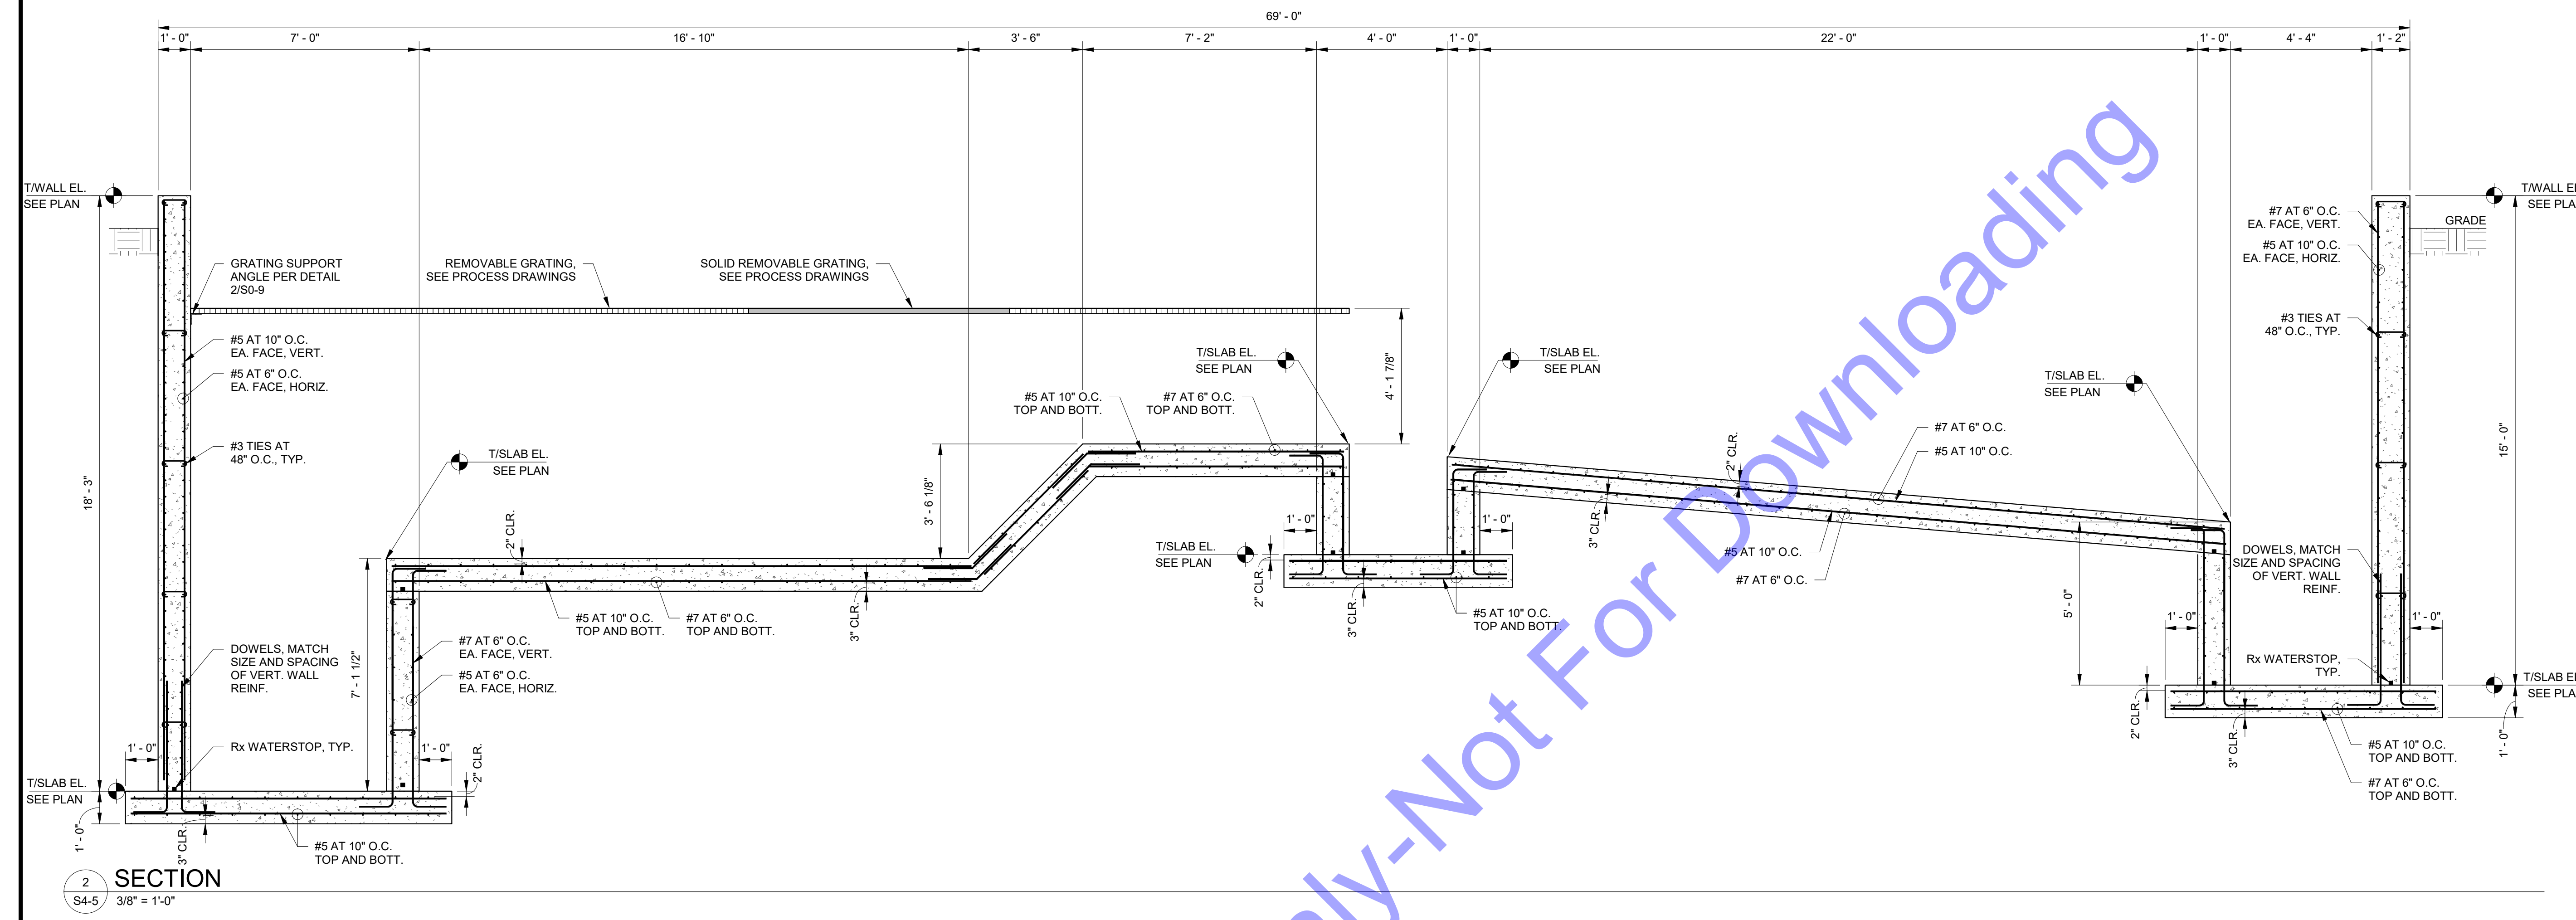 69' - 0"
1' - 0"
7' - 0"
16' - 10"
3' - 6"
7' - 2"
4' - 0"
1' - 0"
22' - 0"
1' - 0"
4' - 4"
1' - 2"
T/WALL EL.
SEE PLAN
GRATING SUPPORT
ANGLE PER DETAIL
2/S0-9
REMOVABLE GRATING,
SEE PROCESS DRAWINGS
SOLID REMOVABLE GRATING,
SEE PROCESS DRAWINGS
#5 AT 10" O.C.
EA. FACE, VERT.
#5 AT 6" O.C.
EA. FACE, HORIZ.
#3 TIES AT
48" O.C., TYP.
18' - 3"
DOWELS, MATCH
SIZE AND SPACING
OF VERT. WALL
REINF.
Rx WATERSTOP, TYP.
1' - 0"
T/SLAB EL.
SEE PLAN
1' - 0"
3" CLR.
#5 AT 10" O.C.
TOP AND BOTT.
7' - 1 1/2"
1' - 0"
2" CLR.
#7 AT 6" O.C.
EA. FACE, VERT.
#5 AT 6" O.C.
EA. FACE, HORIZ.
T/SLAB EL.
SEE PLAN
2" CLR.
#5 AT 10" O.C.
TOP AND BOTT.
#7 AT 6" O.C.
TOP AND BOTT.
3" CLR.
3' - 6 1/8"
#5 AT 10" O.C.
TOP AND BOTT.
#7 AT 6" O.C.
TOP AND BOTT.
T/SLAB EL.
SEE PLAN
4' - 1 7/8"
T/SLAB EL.
SEE PLAN
1' - 0"
1' - 0"
T/SLAB EL.
SEE PLAN
2" CLR.
3" CLR.
#5 AT 10" O.C.
TOP AND BOTT.
2" CLR.
3" CLR.
#7 AT 6" O.C.
#5 AT 10" O.C.
#5 AT 10" O.C.
#7 AT 6" O.C.
T/SLAB EL.
SEE PLAN
5' - 0"
1' - 0"
2" CLR.
3" CLR.
#7 AT 6" O.C.
EA. FACE, VERT.
#5 AT 10" O.C.
EA. FACE, HORIZ.
#3 TIES AT
48" O.C., TYP.
DOWELS, MATCH
SIZE AND SPACING
OF VERT. WALL
REINF.
Rx WATERSTOP,
TYP.
1' - 0"
#5 AT 10" O.C.
TOP AND BOTT.
#7 AT 6" O.C.
TOP AND BOTT.
T/WALL EL
SEE PLA
GRADE
15' - 0"
T/SLAB EL
SEE PLA
1' - 0"
ly-Not For Downloading
2
S4-5
SECTION
3/8" = 1'-0"